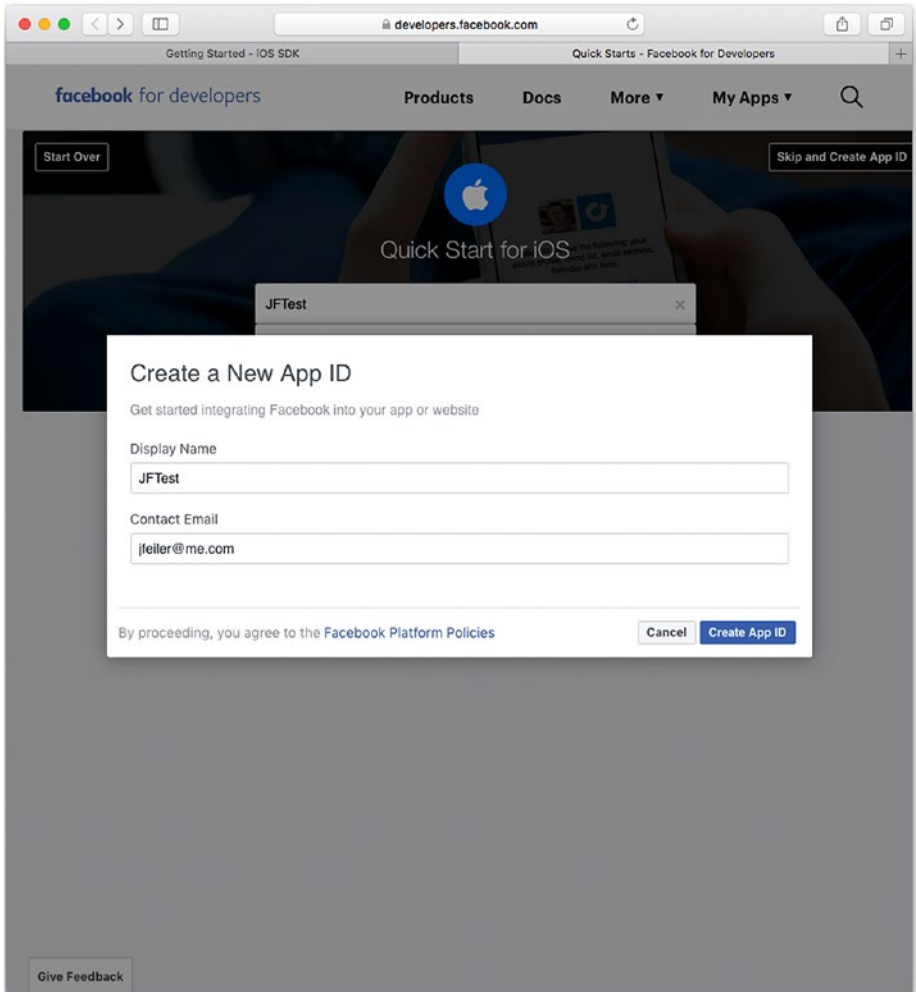 developers.facebook.com
Getting Started - iOS SDK
Quick Starts - Facebook for Developers
+
facebook for developers
Products
Docs
More ▼
My Apps ▼
Start Over
Skip and Create App ID
Quick Start for iOS
JFTest
×
Create a New App ID
Get started integrating Facebook into your app or website
Display Name
JFTest
Contact Email
jfeiler@me.com
By proceeding, you agree to the Facebook Platform Policies
Cancel
Create App ID
Give Feedback